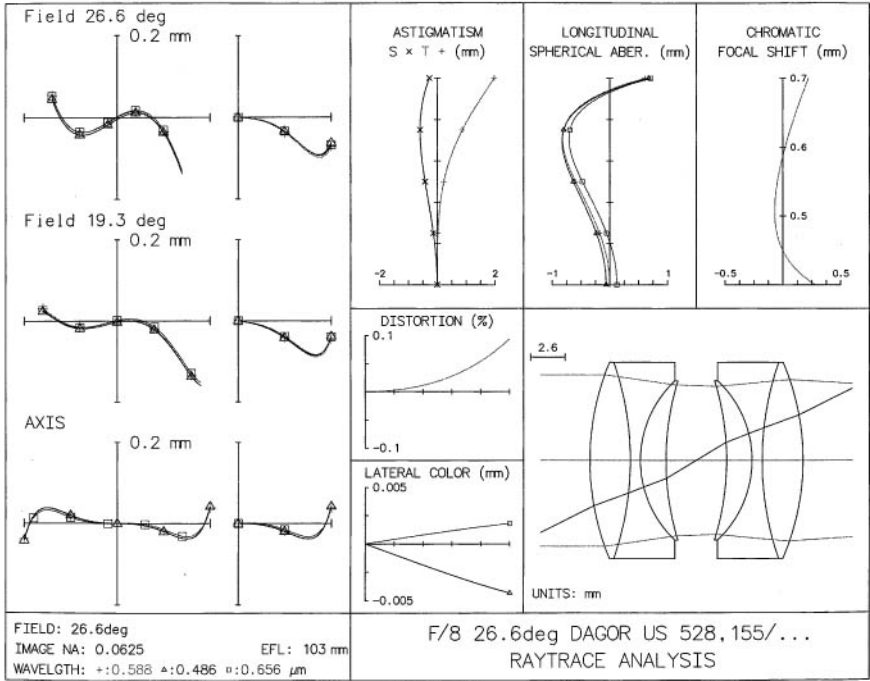 Field 26.6 deg
0.2 mm
Field 19.3 deg
0.2 mm
AXIS
0.2 mm
ASTIGMATISM
S × T + (mm)
-2 0 2
LONGITUDINAL
SPHERICAL ABER. (mm)
-1 0 1
CHROMATIC
FOCAL SHIFT (mm)
0.7
0.6
0.5
-0.5 0.5
DISTORTION (%)
0.1
-0.1
LATERAL COLOR (mm)
0.005
-0.005
2.6
UNITS: mm
FIELD: 26.6deg
IMAGE NA: 0.0625 EFL: 103 mm
WAVELGTH: +:0.588 ▵:0.486 ▫:0.656 µm
F/8 26.6deg DAGOR US 528,155/...
RAYTRACE ANALYSIS